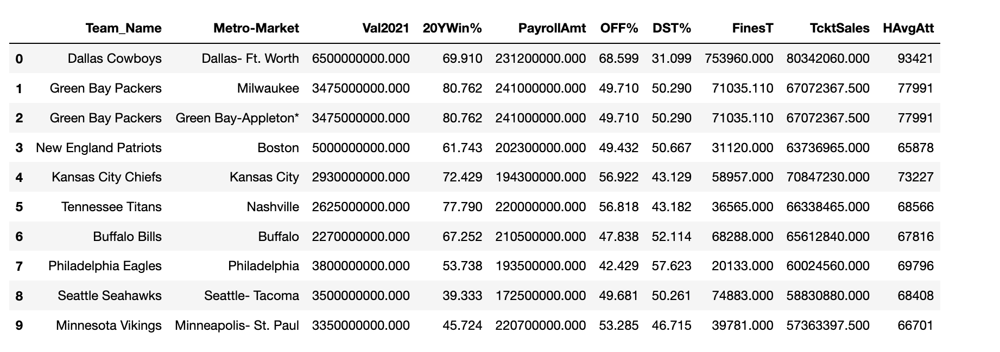 Team_Name Metro-Market Val2021 20YWin% PayrollAmt OFF% DST% FinesT TcktSales HAvgAtt
0 Dallas Cowboys Dallas- Ft. Worth 6500000000.000 69.910 231200000.000 68.599 31.099 753960.000 80342060.000 93421
1 Green Bay Packers Milwaukee 3475000000.000 80.762 241000000.000 49.710 50.290 71035.110 67072367.500 77991
2 Green Bay Packers Green Bay-Appleton* 3475000000.000 80.762 241000000.000 49.710 50.290 71035.110 67072367.500 77991
3 New England Patriots Boston 5000000000.000 61.743 202300000.000 49.432 50.667 31120.000 63736965.000 65878
4 Kansas City Chiefs Kansas City 2930000000.000 72.429 194300000.000 56.922 43.129 58957.000 70847230.000 73227
5 Tennessee Titans Nashville 2625000000.000 77.790 220000000.000 56.818 43.182 36565.000 66338465.000 68566
6 Buffalo Bills Buffalo 2270000000.000 67.252 210500000.000 47.838 52.114 68288.000 65612840.000 67816
7 Philadelphia Eagles Philadelphia 3800000000.000 53.738 193500000.000 42.429 57.623 20133.000 60024560.000 69796
8 Seattle Seahawks Seattle- Tacoma 3500000000.000 39.333 172500000.000 49.681 50.261 74883.000 58830880.000 68408
9 Minnesota Vikings Minneapolis- St. Paul 3350000000.000 45.724 220700000.000 53.285 46.715 39781.000 57363397.500 66701